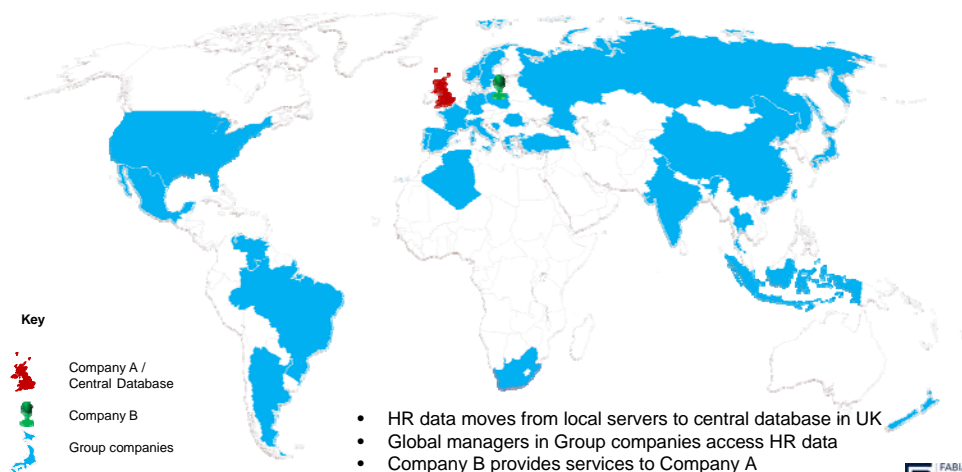 Key
Company A /
Central Database
Company B
Group companies
• HR data moves from local servers to central database in UK
• Global managers in Group companies access HR data
• Company B provides services to Company A
FABI